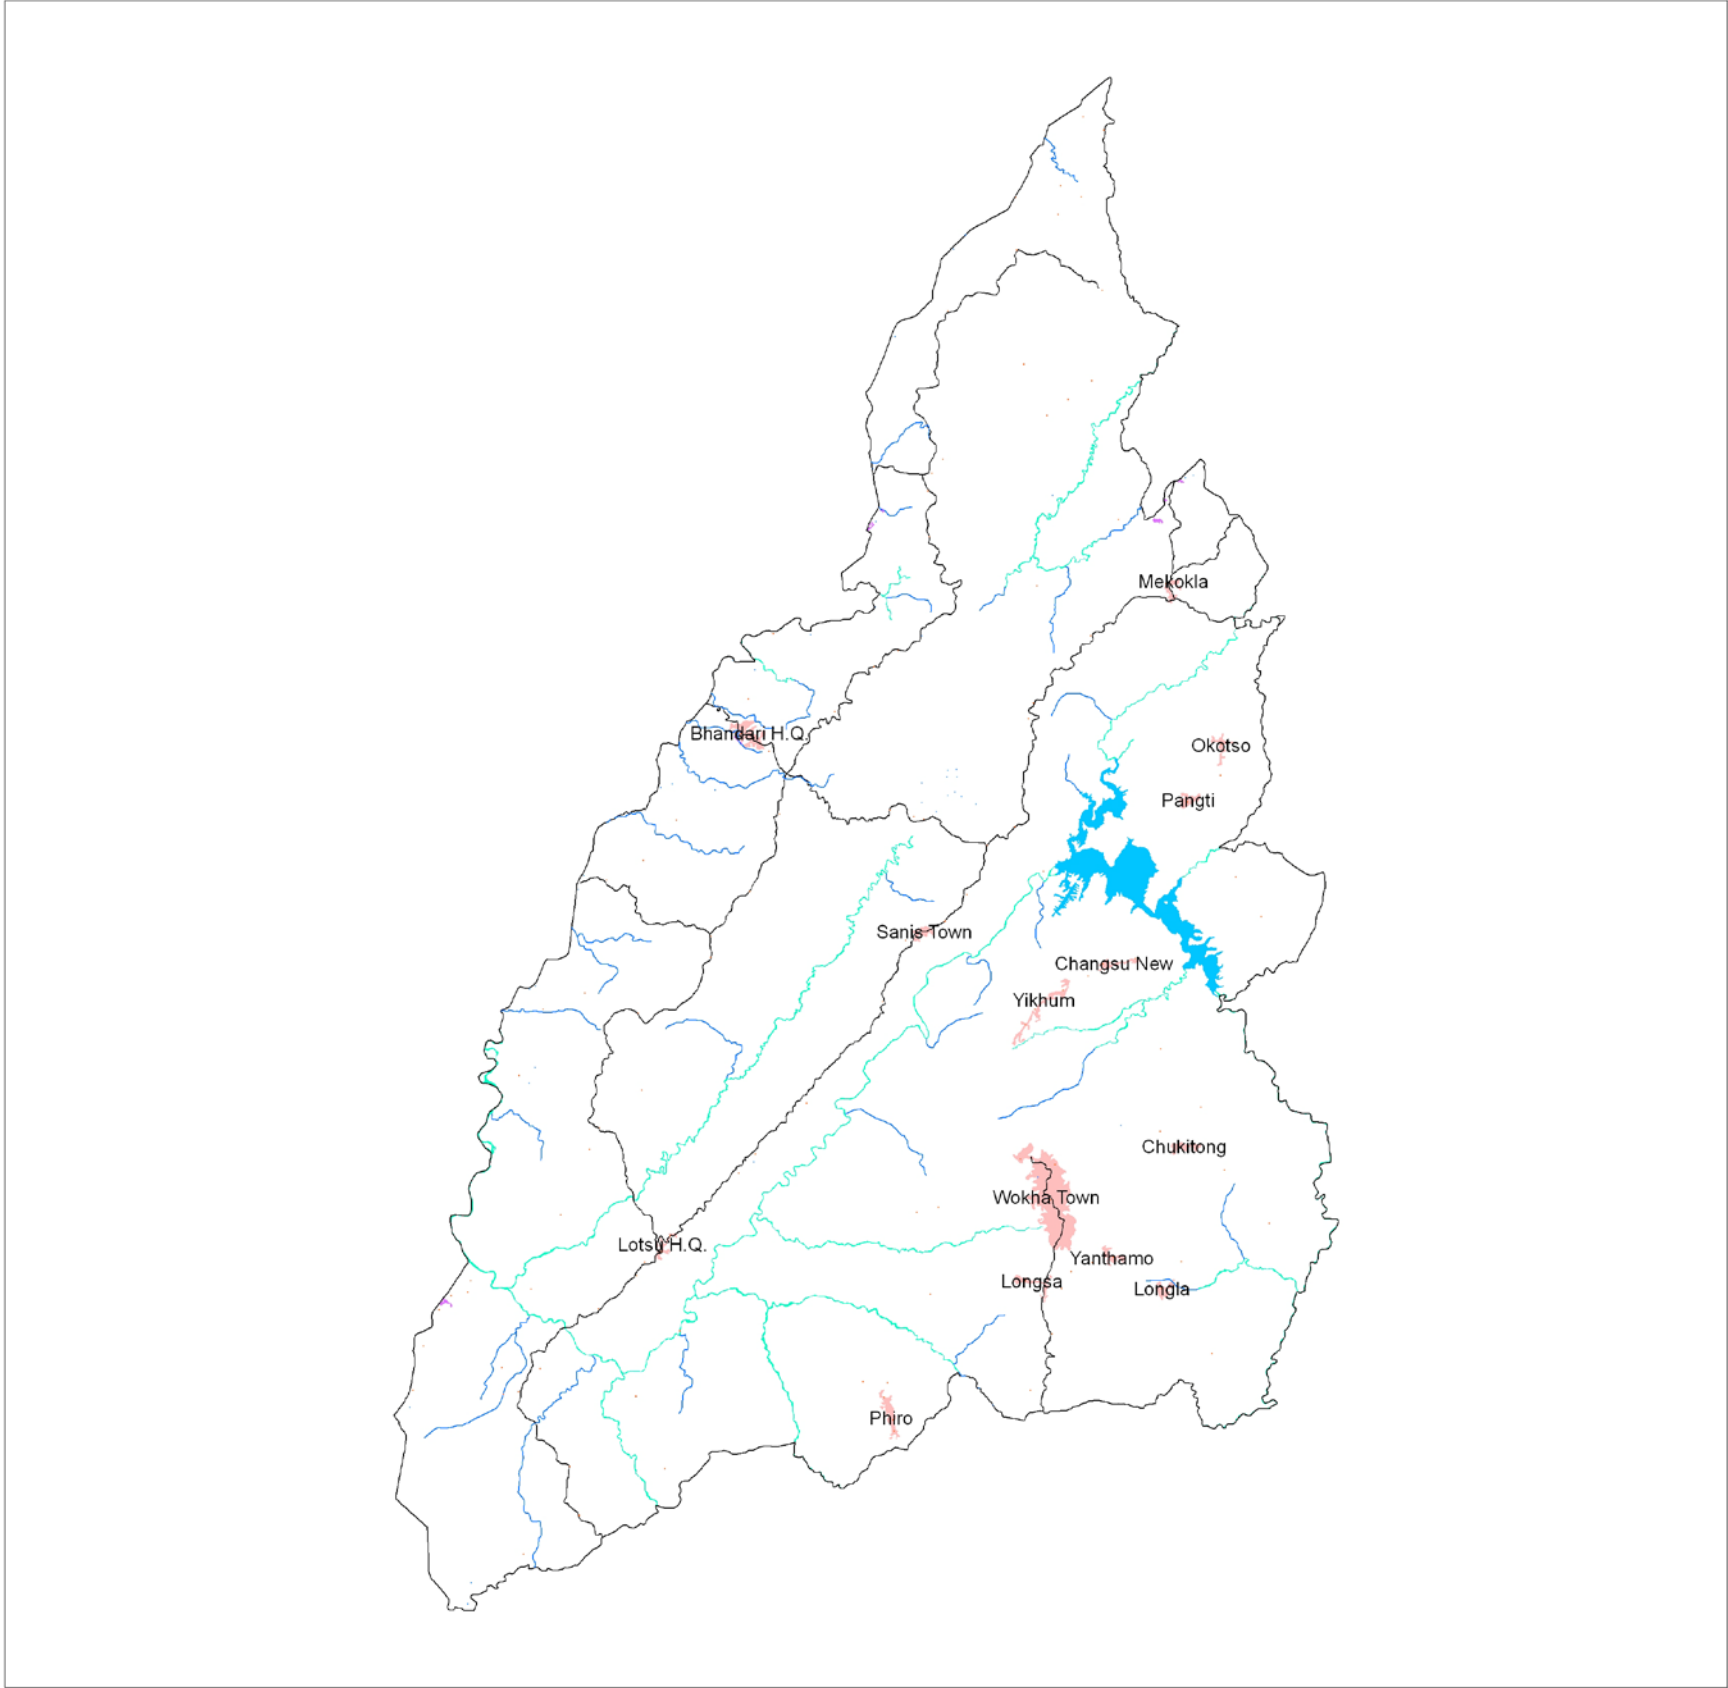 Mekokla
Bhandari H.Q.
Okotso
Pangti
Sanis Town
Changsu New
Yikhum
Chukitong
Wokha Town
Lotsu H.Q.
Yanthamo
Longsa
Longla
Phiro